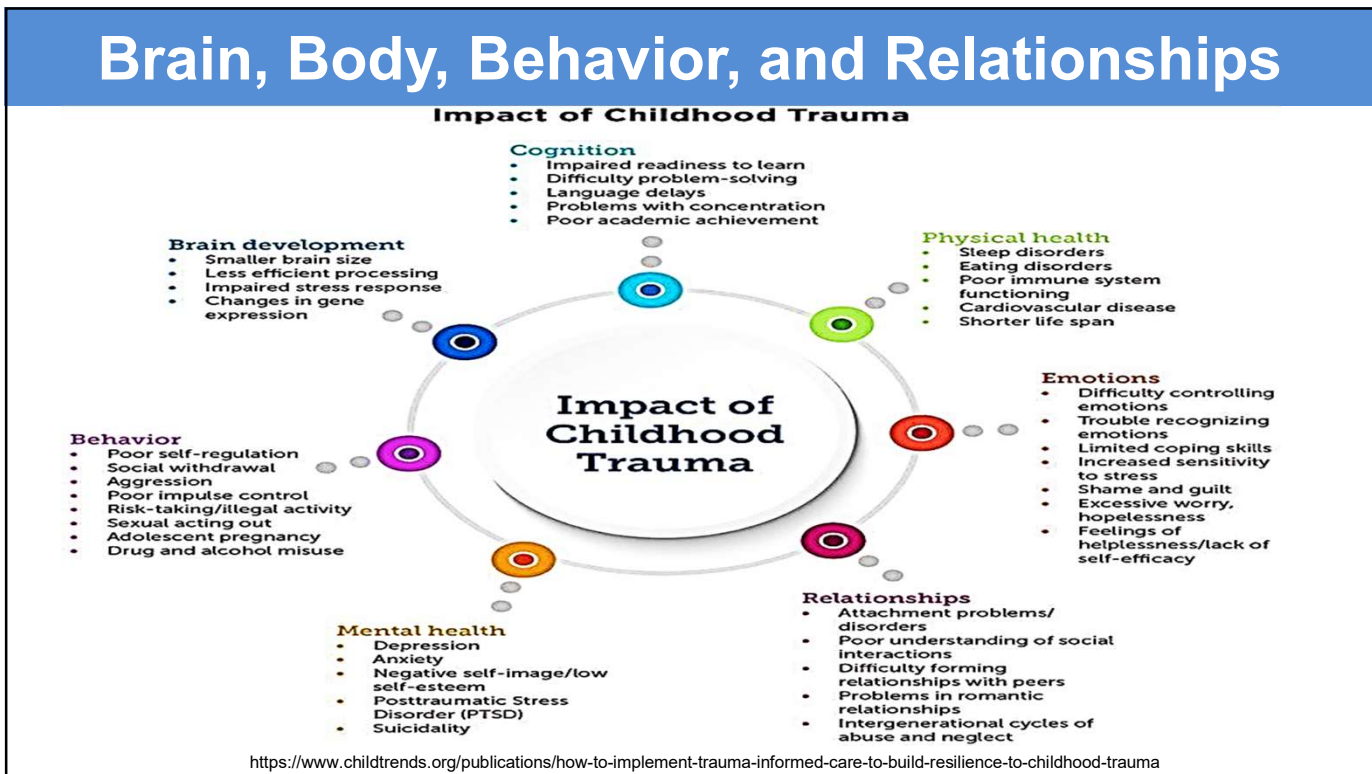 Brain, Body, Behavior, and Relationships
Impact of Childhood Trauma
Cognition
• Impaired readiness to learn
• Difficulty problem-solving
• Language delays
• Problems with concentration
• Poor academic achievement
Brain development
• Smaller brain size
• Less efficient processing
• Impaired stress response
• Changes in gene
expression
Physical health
• Sleep disorders
• Eating disorders
• Poor immune system
functioning
• Cardiovascular disease
• Shorter life span
Impact of
Childhood
Trauma
Emotions
• Difficulty controlling
emotions
• Trouble recognizing
emotions
• Limited coping skills
• Increased sensitivity
to stress
• Shame and guilt
• Excessive worry,
hopelessness
• Feelings of
helplessness/lack of
self-efficacy
Behavior
• Poor self-regulation
• Social withdrawal
• Aggression
• Poor impulse control
• Risk-taking/illegal activity
• Sexual acting out
• Adolescent pregnancy
• Drug and alcohol misuse
Mental health
• Depression
• Anxiety
• Negative self-image/low
self-esteem
• Posttraumatic Stress
Disorder (PTSD)
• Suicidality
Relationships
• Attachment problems/
disorders
• Poor understanding of social
interactions
• Difficulty forming
relationships with peers
• Problems in romantic
relationships
• Intergenerational cycles of
abuse and neglect
https://www.childtrends.org/publications/how-to-implement-trauma-informed-care-to-build-resilience-to-childhood-trauma